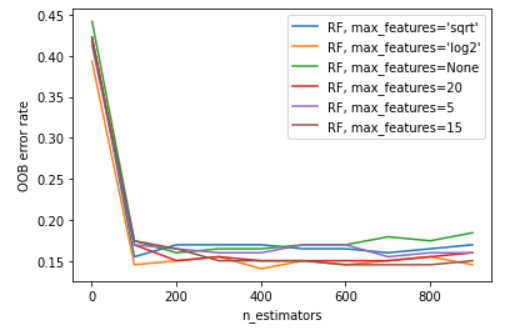 0.45
0.40
0.35
0.30
0.25
0.20
0.15
OOB error rate
RF, max_features='sqrt'
RF, max_features='log2'
RF, max_features=None
RF, max_features=20
RF, max_features=5
RF, max_features=15
0 200 400 600 800
n_estimators